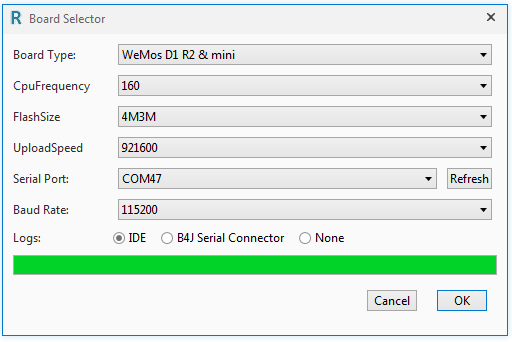 R Board Selector
Board Type: WeMos D1 R2 & mini
CpuFrequency 160
FlashSize 4M3M
UploadSpeed 921600
Serial Port: COM47 Refresh
Baud Rate: 115200
Logs: IDE B4J Serial Connector None
Cancel OK